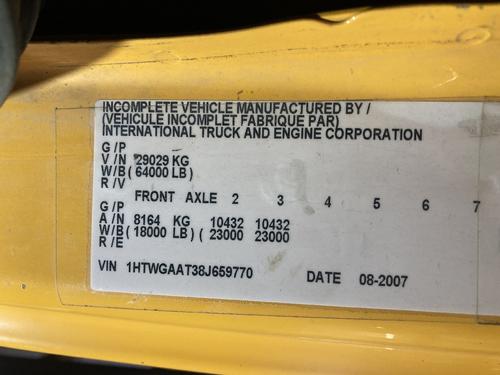 INCOMPLETE VEHICLE MANUFACTURED BY /
(VEHICULE INCOMPLET FABRIQUE PAR)
INTERNATIONAL TRUCK AND ENGINE CORPORATION
G / P
V / N 29029 KG
W / B ( 64000 LB )
R / V
FRONT AXLE 2 3 4 5 6 7
G / P
A / N 8164 KG 10432 10432
W / B ( 18000 LB ) ( 23000 23000
R / E
VIN 1HTWGAAT38J659770 DATE 08-2007